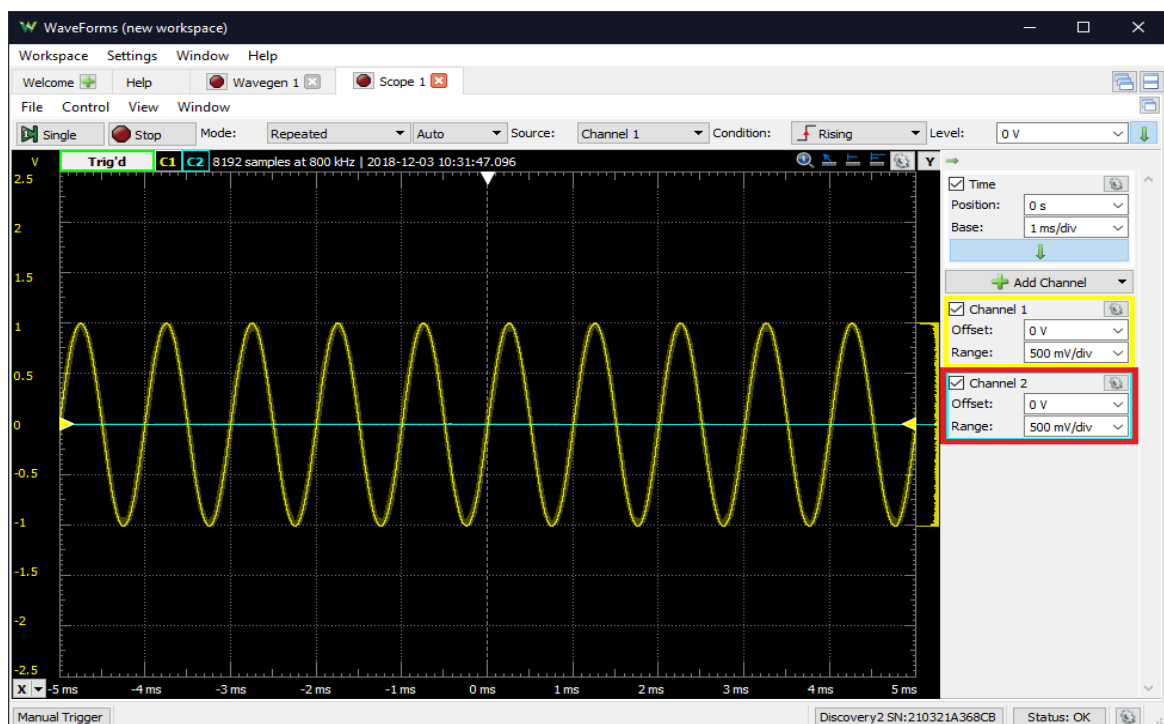 WaveForms (new workspace)
Workspace Settings Window Help
Welcome Help Wavegen 1 Scope 1
File Control View Window
Single Stop Mode: Repeated Auto Source: Channel 1 Condition: Rising Level: 0 V
V Trig'd C1 C2 8192 samples at 800 kHz | 2018-12-03 10:31:47.096 Y
2.5
2
1.5
1
0.5
0
-0.5
-1
-1.5
-2
-2.5
X -5 ms -4 ms -3 ms -2 ms -1 ms 0 ms 1 ms 2 ms 3 ms 4 ms 5 ms
Time
Position: 0 s
Base: 1 ms/div
Add Channel
Channel 1
Offset: 0 V
Range: 500 mV/div
Channel 2
Offset: 0 V
Range: 500 mV/div
Manual Trigger Discovery2 SN:210321A368CB Status: OK